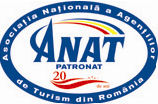 Asociația Națională a Agențiilor
ANAT
PATRONAT
20
de ani
de Turism din România